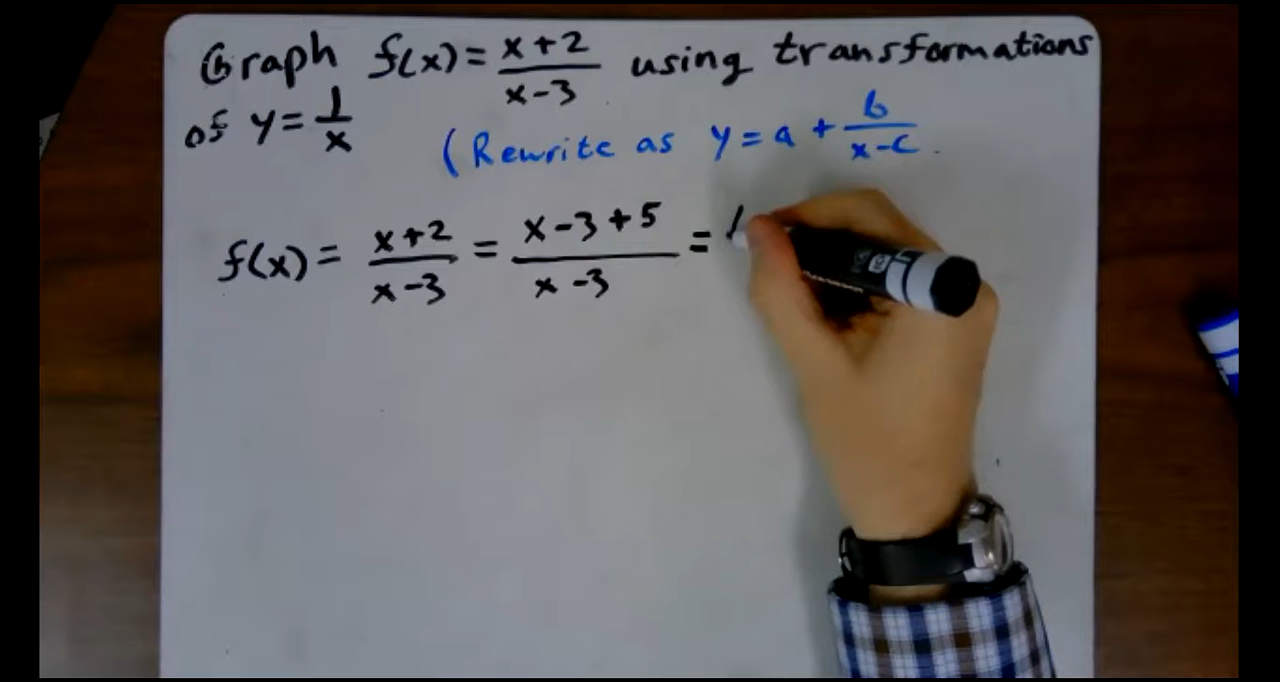 Graph f(x) = x+2 / x-3 using transformations
of y = 1/x
(Rewrite as y = a + b / x-c .
f(x) = x+2 / x-3 = x-3+5 / x-3 =